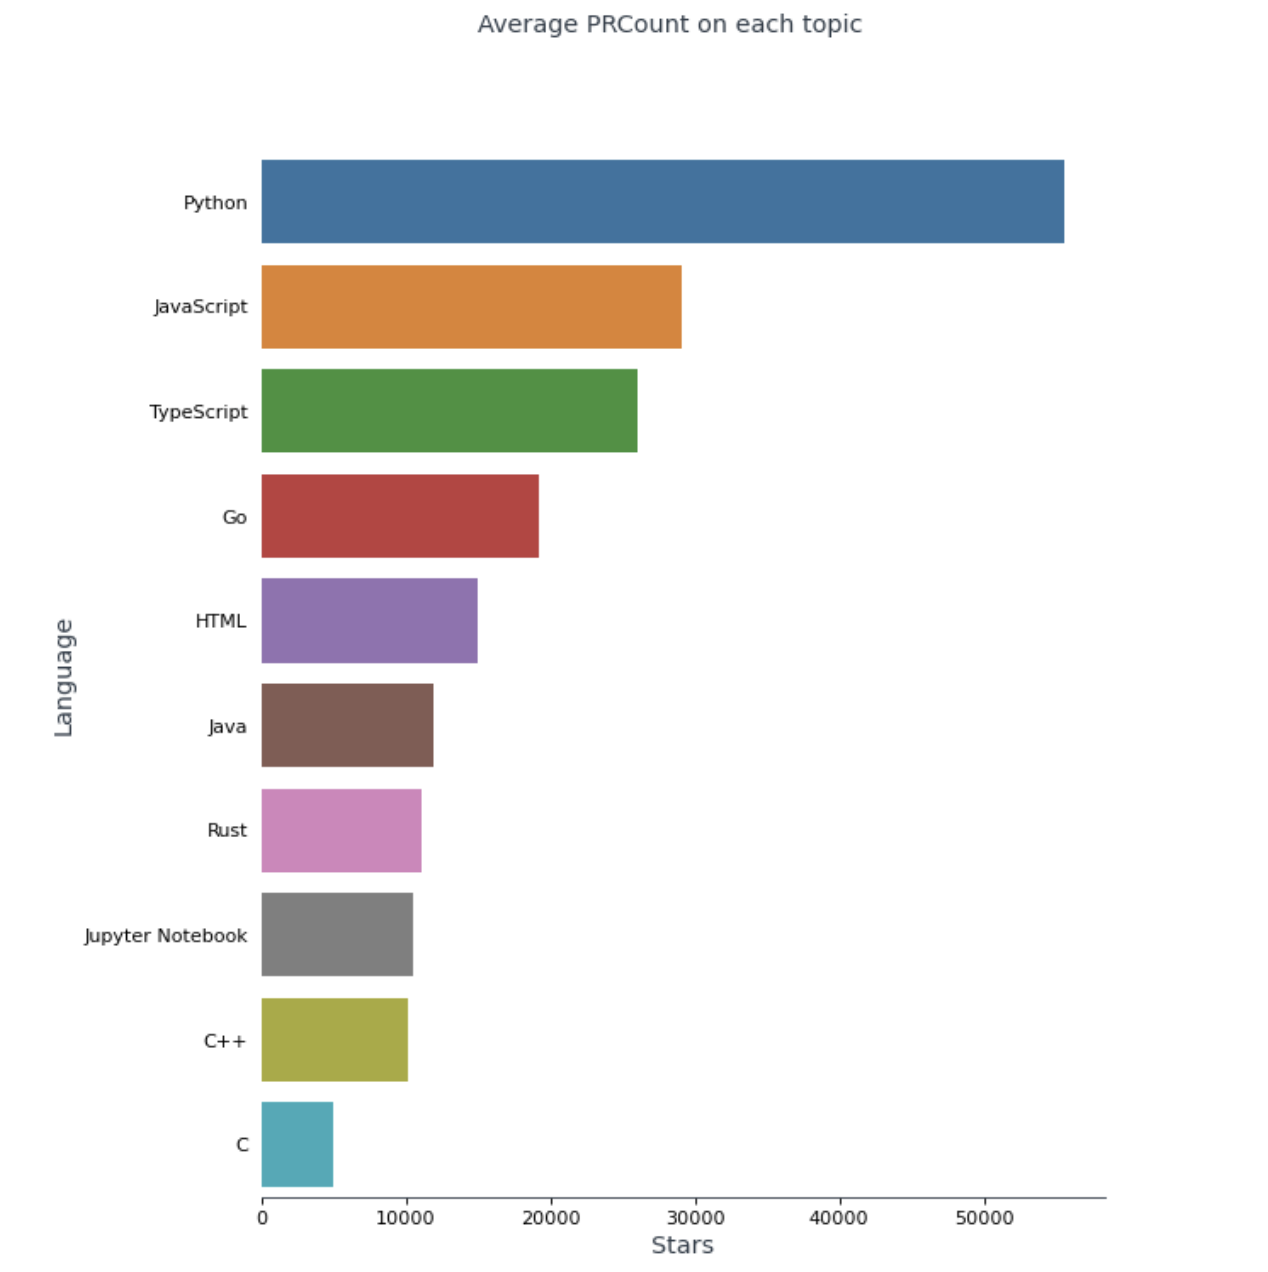 Average PRCount on each topic
Python
JavaScript
TypeScript
Go
HTML
Java
Rust
Jupyter Notebook
C++
C
Language
0 10000 20000 30000 40000 50000
Stars